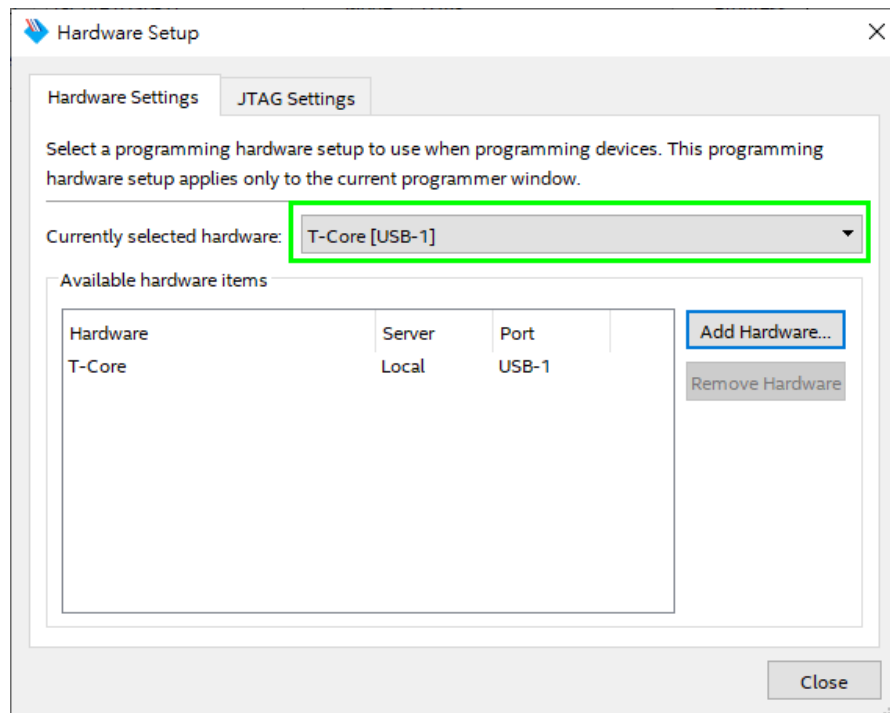 Hardware Setup
Hardware Settings
JTAG Settings
Select a programming hardware setup to use when programming devices. This programming
hardware setup applies only to the current programmer window.
Currently selected hardware:
T-Core [USB-1]
Available hardware items
Hardware Server Port
T-Core Local USB-1
Add Hardware...
Remove Hardware
Close